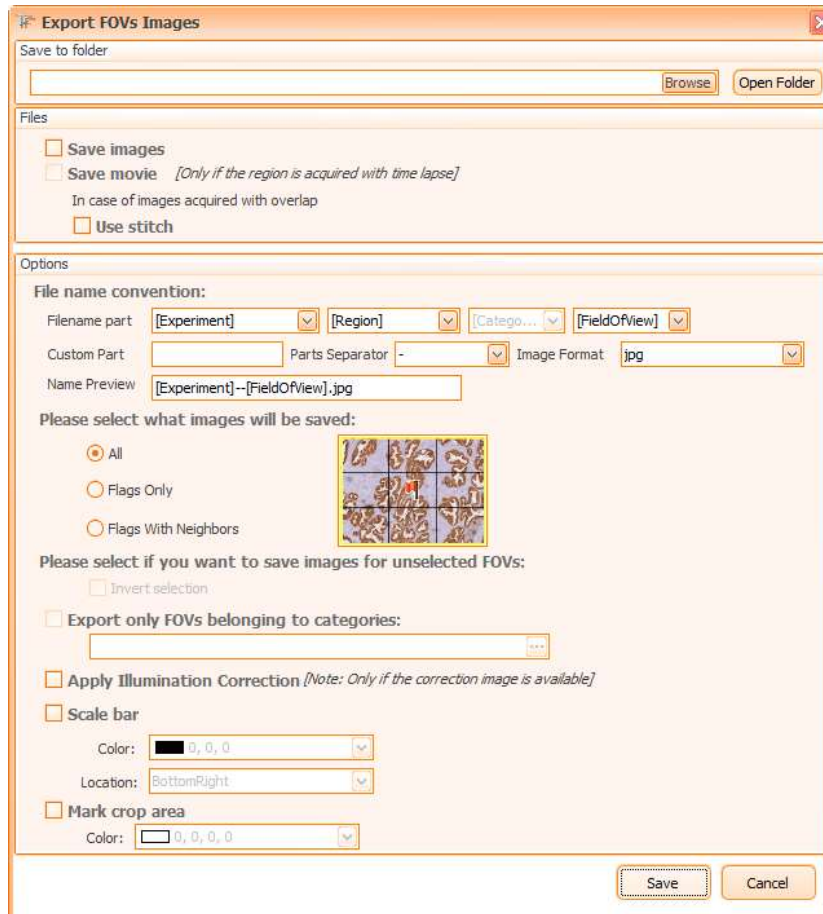 Export FOVs Images
Save to folder
Browse Open Folder
Files
Save images
Save movie [Only if the region is acquired with time lapse]
In case of images acquired with overlap
Use stitch
Options
File name convention:
Filename part [Experiment] [Region] [Catego... [FieldOfView]
Custom Part Parts Separator - Image Format jpg
Name Preview [Experiment]--[FieldOfView].jpg
Please select what images will be saved:
All
Flags Only
Flags With Neighbors
Please select if you want to save images for unselected FOVs:
Invert selection
Export only FOVs belonging to categories:
...
Apply Illumination Correction [Note: Only if the correction image is available]
Scale bar
Color: 0, 0, 0
Location: BottomRight
Mark crop area
Color: 0, 0, 0, 0
Save Cancel